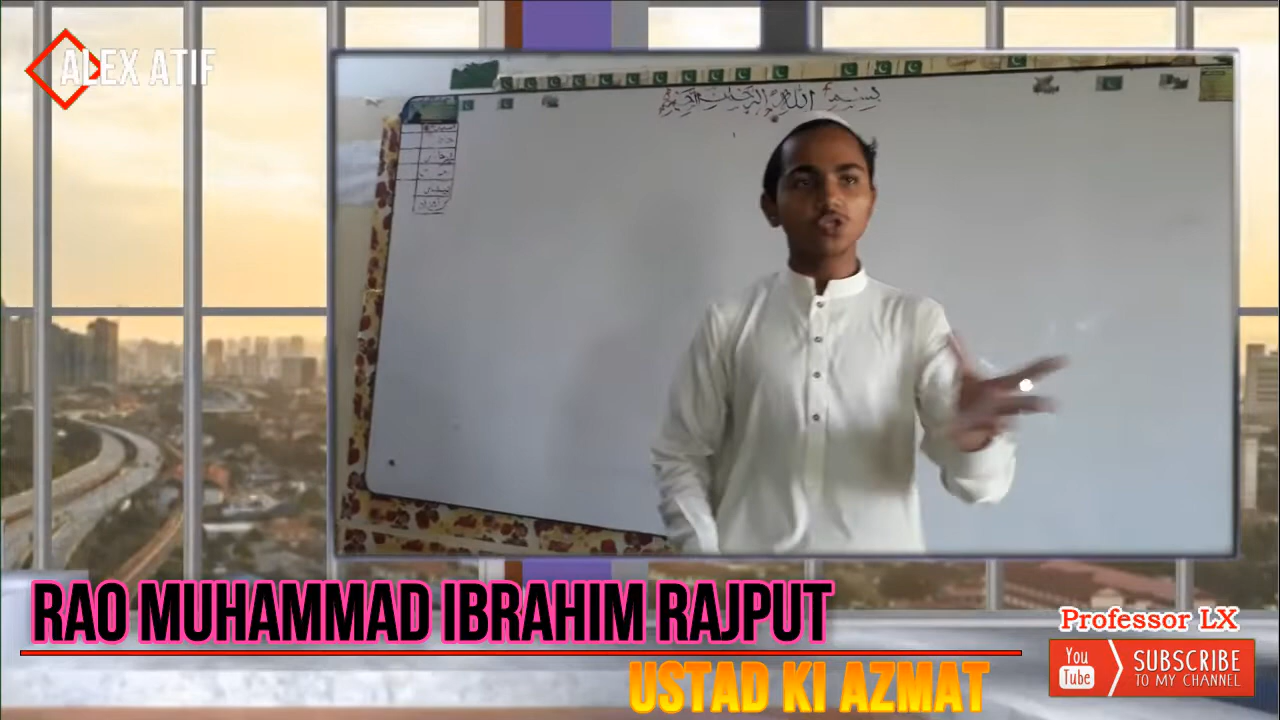 ALEX ATIF
بسم اللہ الرحمن الرحیم
RAO MUHAMMAD IBRAHIM RAJPUT
USTAD KI AZMAT
Professor LX
You Tube
SUBSCRIBE
TO MY CHANNEL